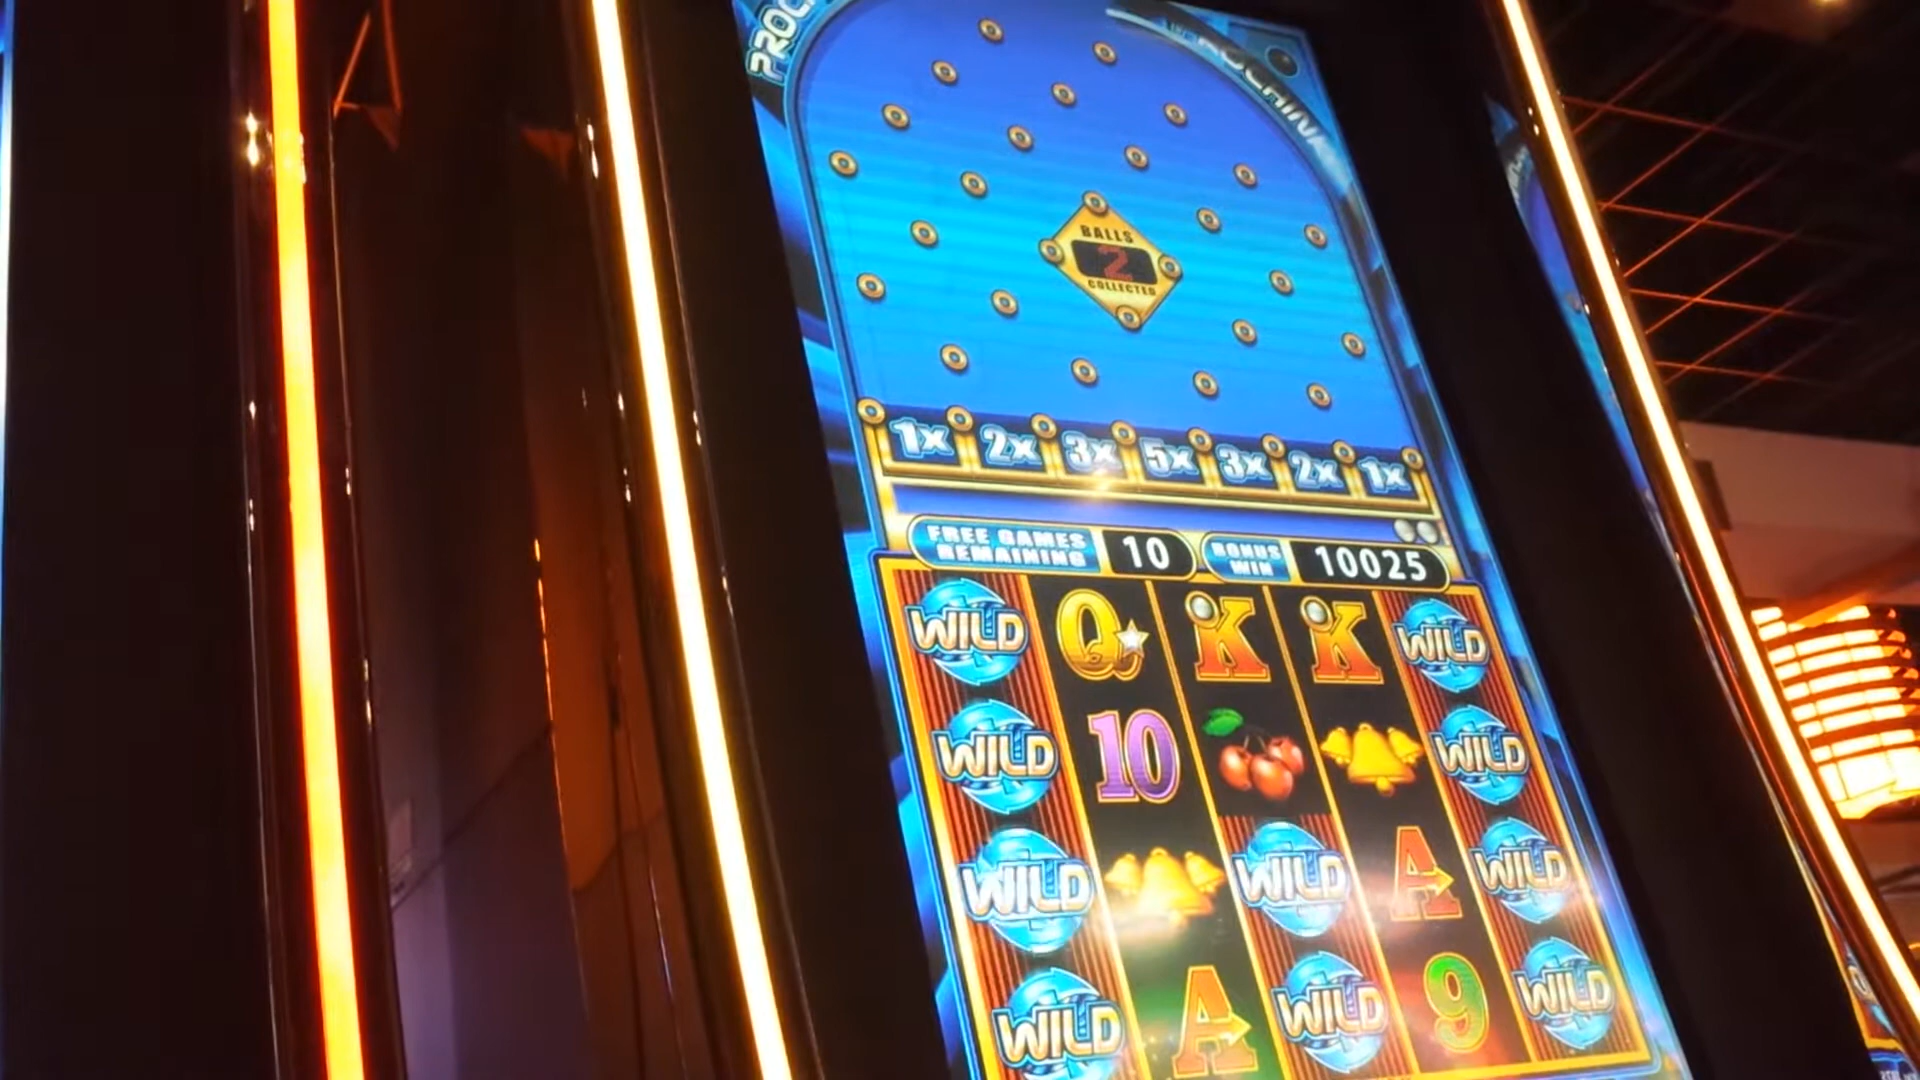 BALLS
2
COLLECTED
1x 2x 3x 5x 3x 2x 1x
FREE GAMES REMAINING 10 BONUS WIN 10025
WILD Q K K WILD
WILD 10 WILD
WILD WILD A WILD
WILD A WILD 9 WILD